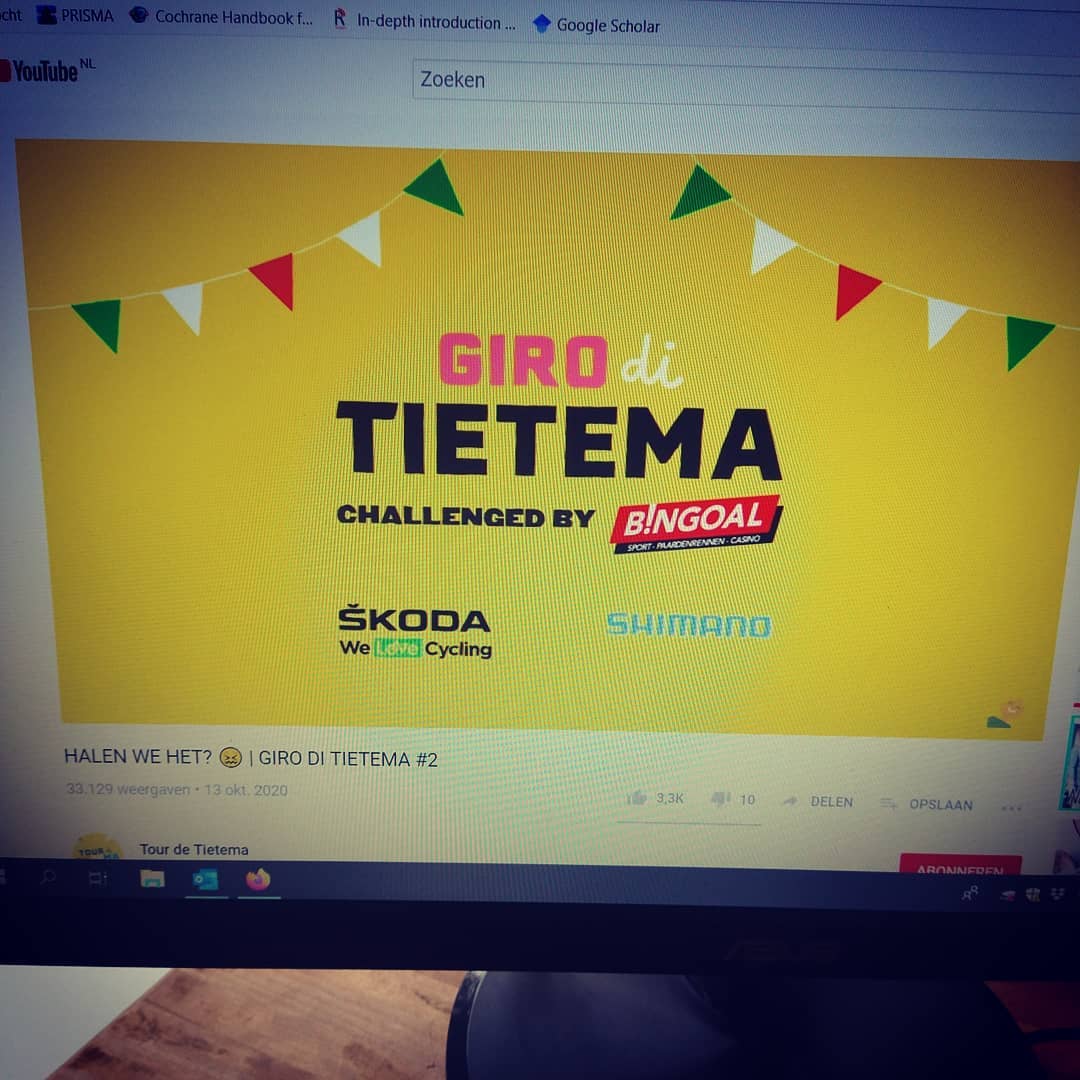 cht PRISMA Cochrane Handbook f... In-depth introduction ... Google Scholar
YouTube NL
Zoeken
GIRO di
TIETEMA
CHALLENGED BY B!NGOAL
SPORT - PAARDENRENNEN - CASINO
ŠKODA SHIMANO
We Love Cycling
HALEN WE HET? 😖 | GIRO DI TIETEMA #2
33.129 weergaven • 13 okt. 2020
3,3K 10 DELEN OPSLAAN ...
TOUR
Tour de Tietema
ABONNEREN
ASUS